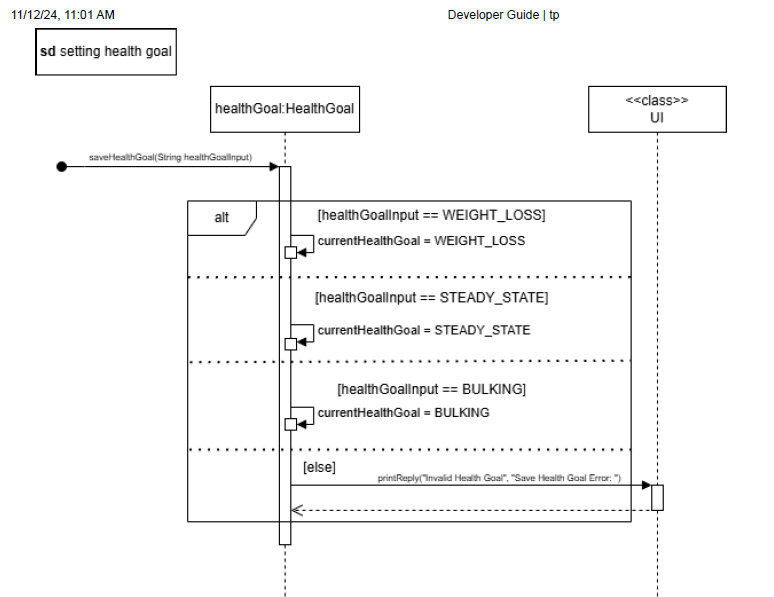 11/12/24, 11:01 AM
Developer Guide | tp
sd setting health goal
healthGoal:HealthGoal
<<class>>
UI
saveHealthGoal(String healthGoalInput)
alt
[healthGoalInput == WEIGHT_LOSS]
currentHealthGoal = WEIGHT_LOSS
[healthGoalInput == STEADY_STATE]
currentHealthGoal = STEADY_STATE
[healthGoalInput == BULKING]
currentHealthGoal = BULKING
[else]
printReply("Invalid Health Goal", "Save Health Goal Error: ")